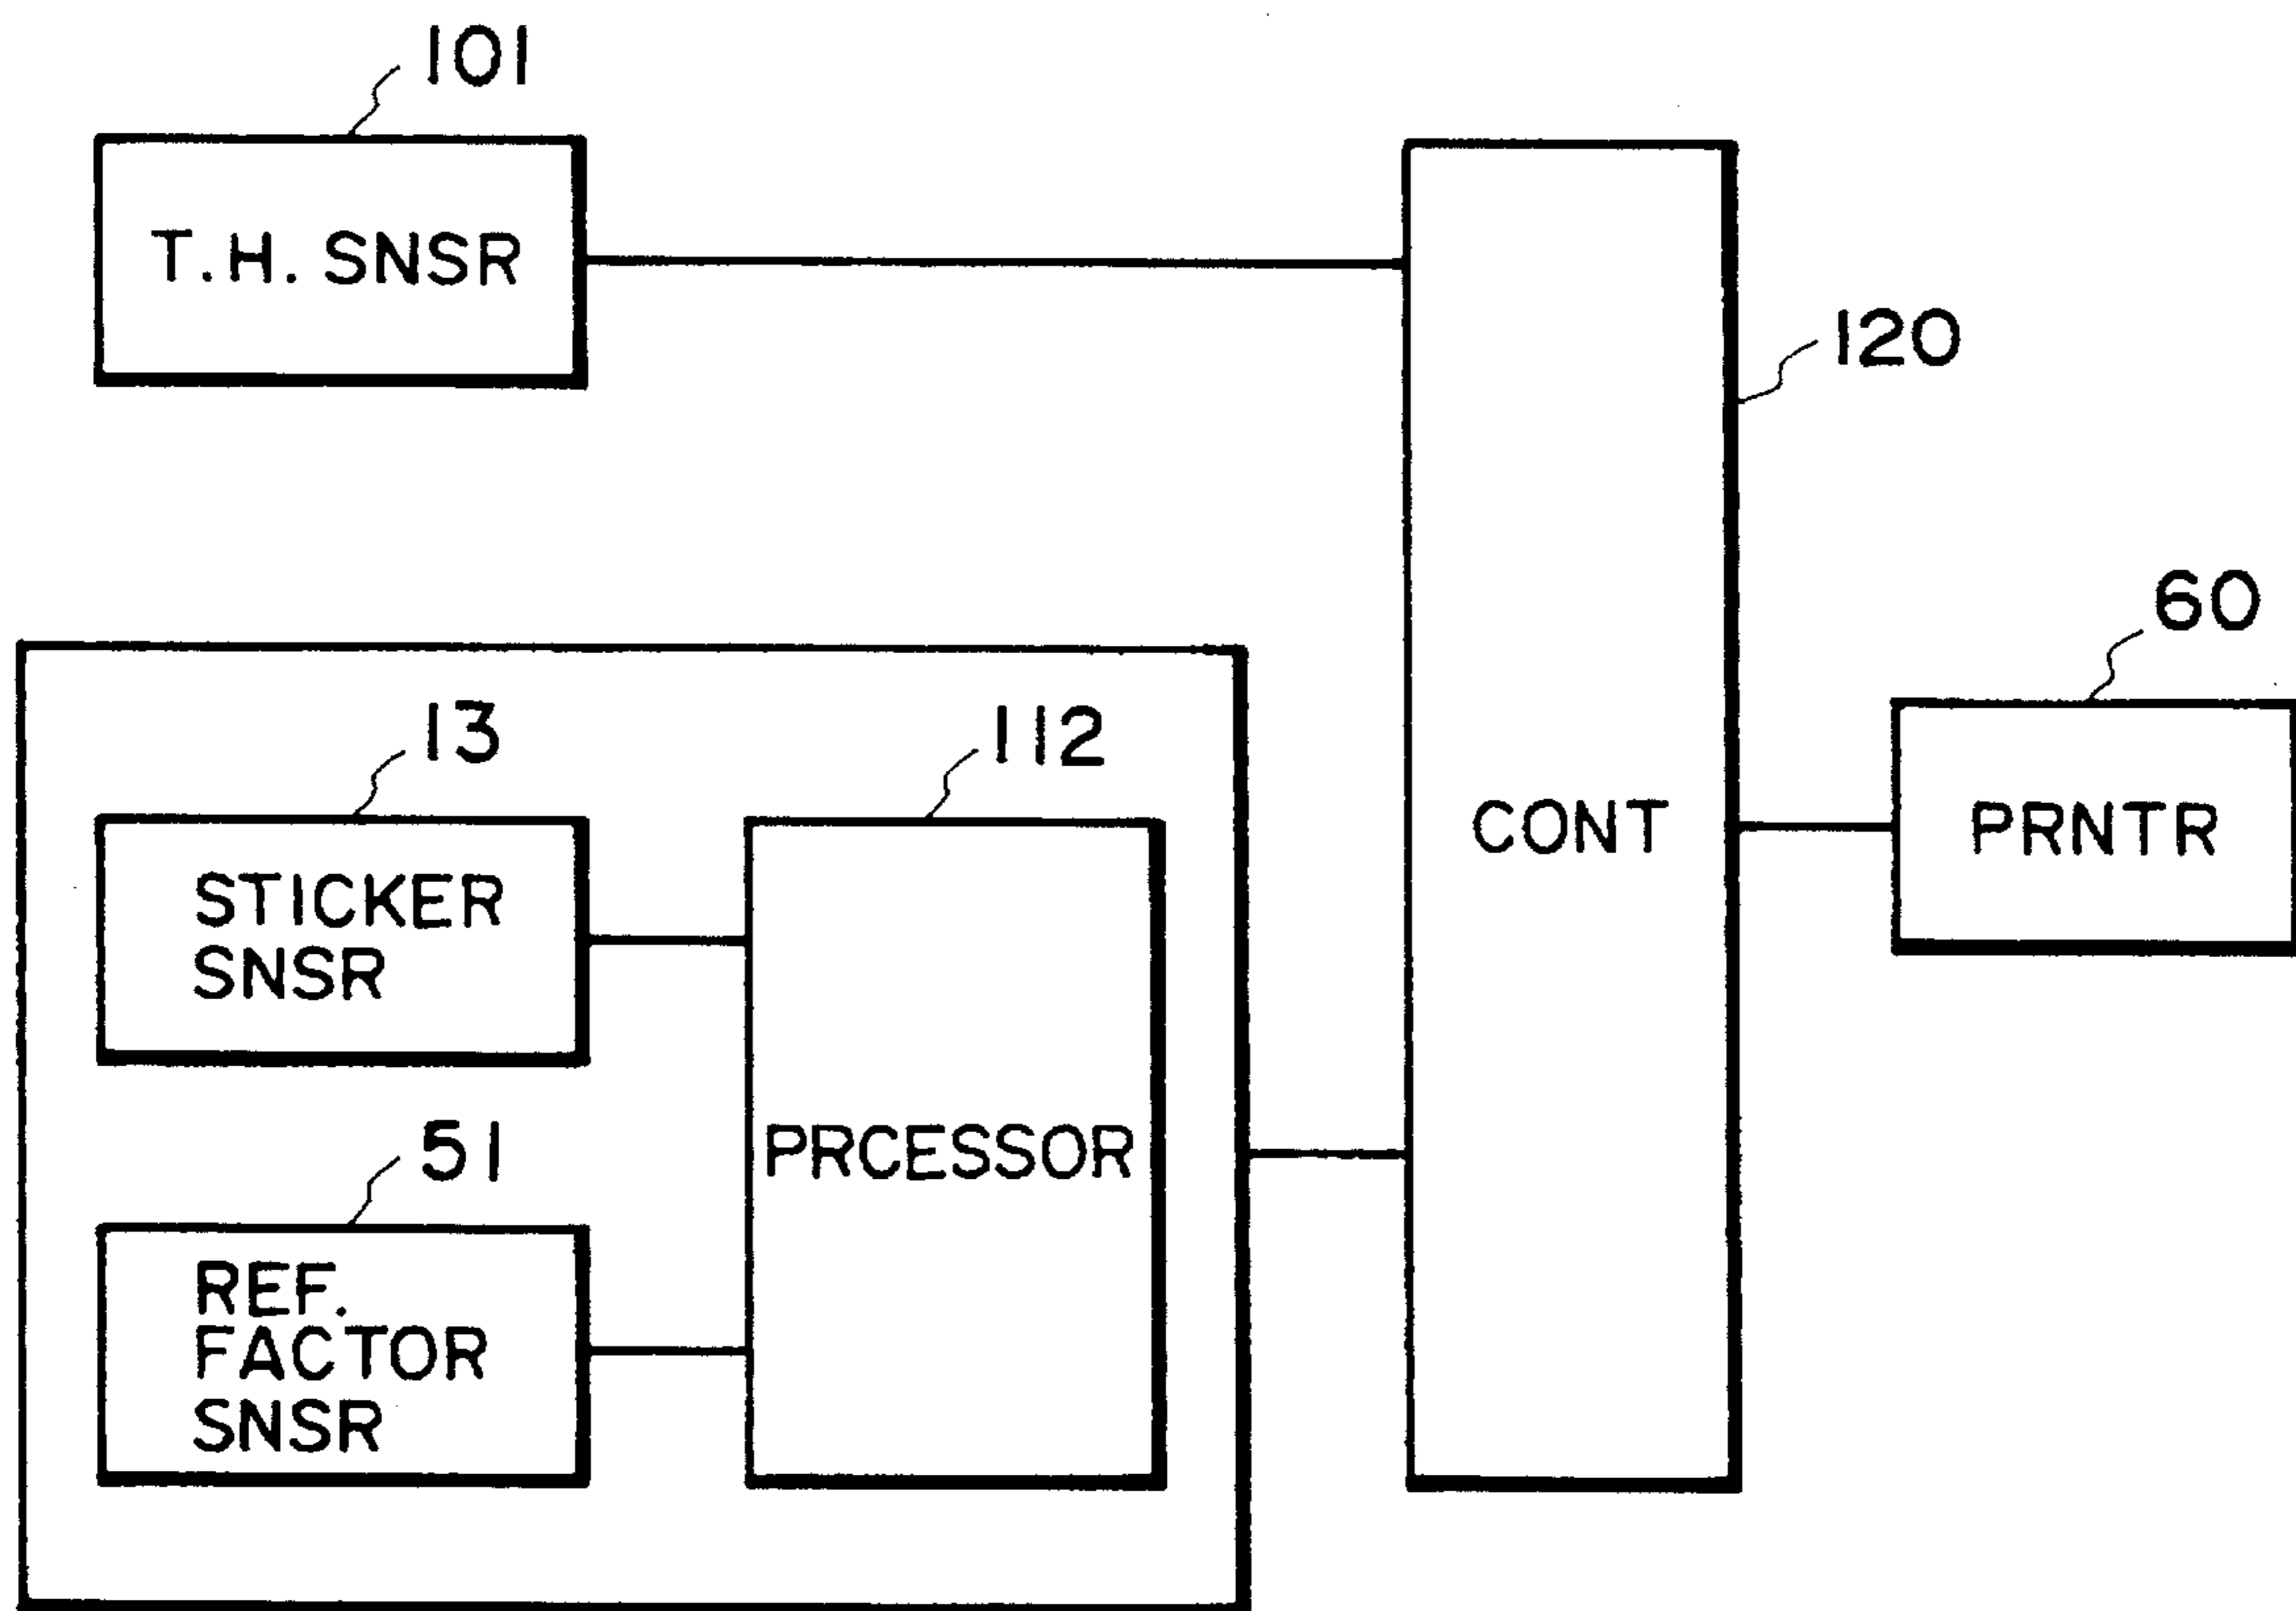 101
T.H. SNSR
120
60
13
112
STICKER
SNSR
CONT
PRNTR
51
PRCESSOR
REF.
FACTOR
SNSR